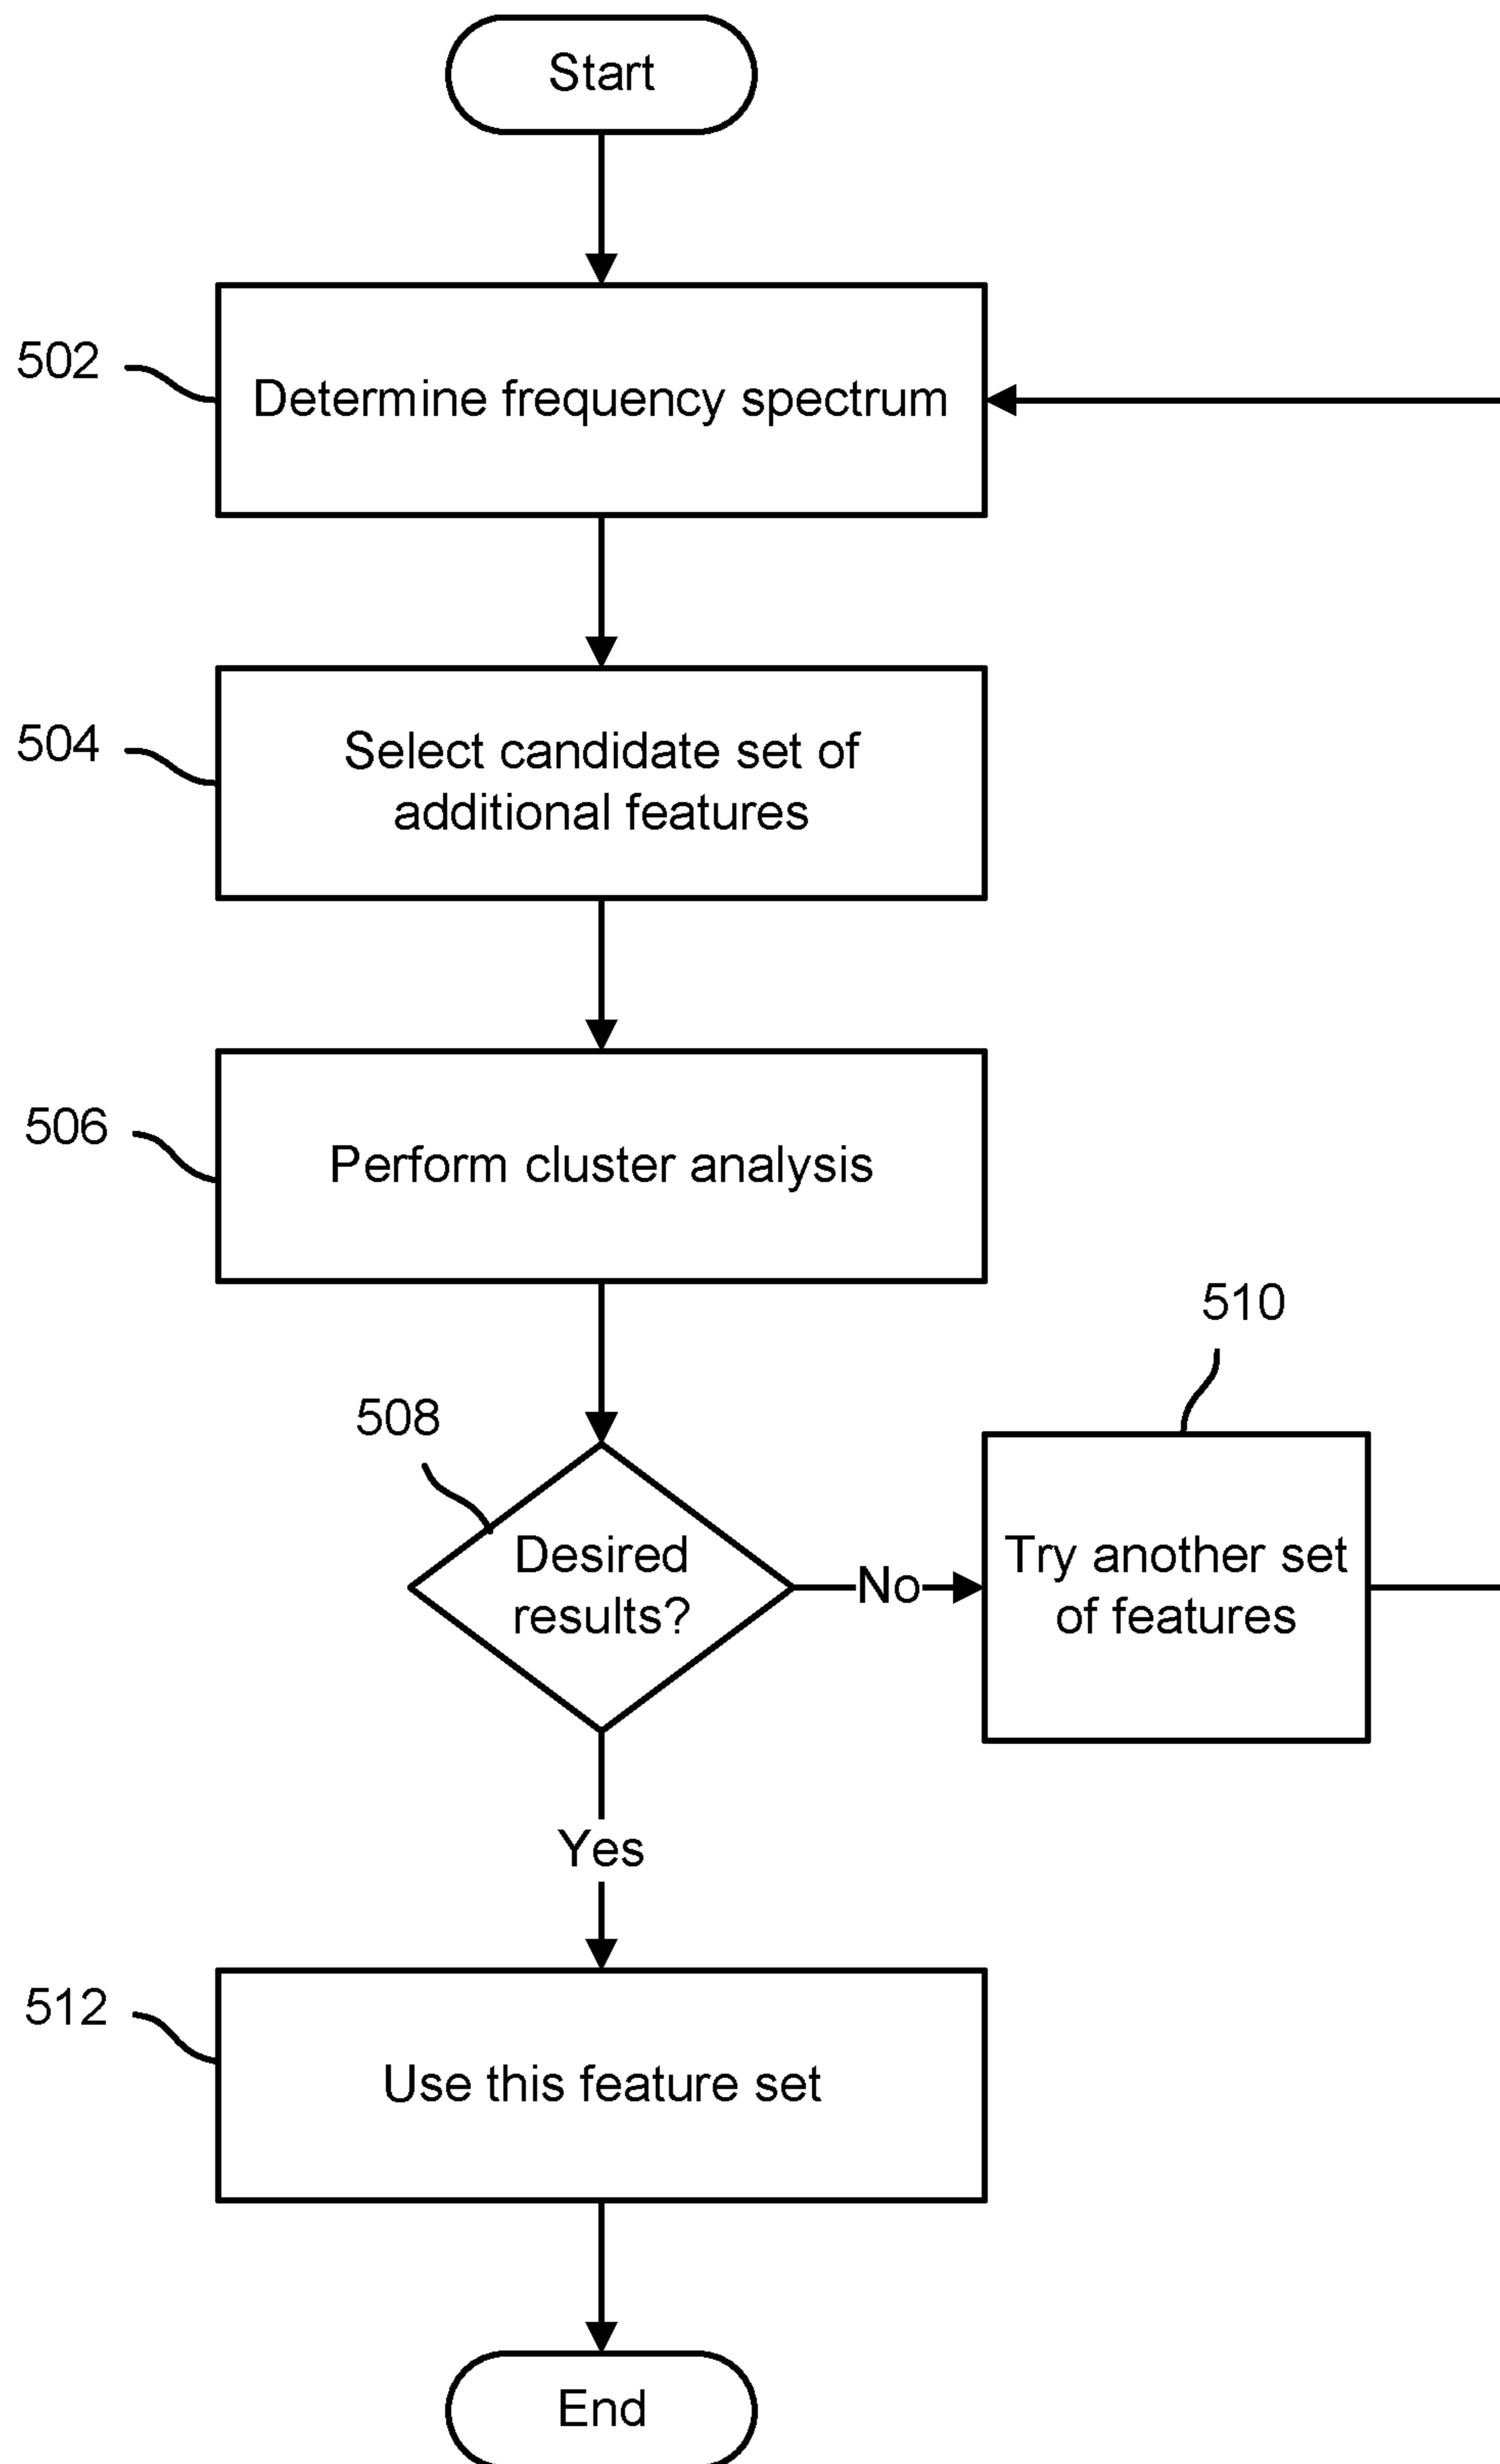 Start
502
Determine frequency spectrum
504
Select candidate set of
additional features
506
Perform cluster analysis
510
508
Desired
results?
No
Try another set
of features
Yes
512
Use this feature set
End